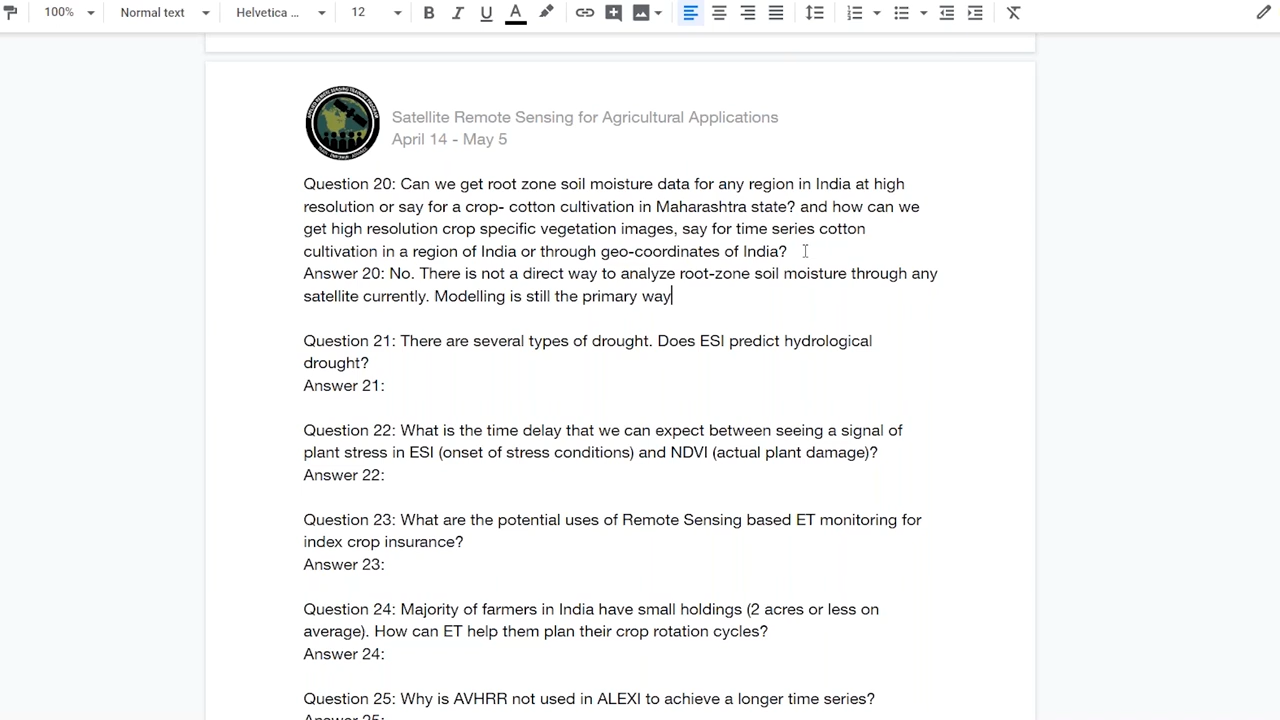 100% Normal text Helvetica ... 12 B I U A
Satellite Remote Sensing for Agricultural Applications
April 14 - May 5
Question 20: Can we get root zone soil moisture data for any region in India at high
resolution or say for a crop- cotton cultivation in Maharashtra state? and how can we
get high resolution crop specific vegetation images, say for time series cotton
cultivation in a region of India or through geo-coordinates of India?
Answer 20: No. There is not a direct way to analyze root-zone soil moisture through any
satellite currently. Modelling is still the primary way
Question 21: There are several types of drought. Does ESI predict hydrological
drought?
Answer 21:
Question 22: What is the time delay that we can expect between seeing a signal of
plant stress in ESI (onset of stress conditions) and NDVI (actual plant damage)?
Answer 22:
Question 23: What are the potential uses of Remote Sensing based ET monitoring for
index crop insurance?
Answer 23:
Question 24: Majority of farmers in India have small holdings (2 acres or less on
average). How can ET help them plan their crop rotation cycles?
Answer 24:
Question 25: Why is AVHRR not used in ALEXI to achieve a longer time series?
Answer 25: